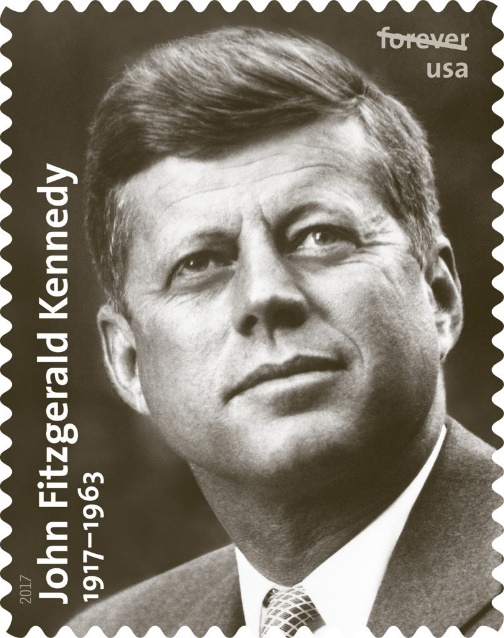 forever
usa
John Fitzgerald Kennedy
1917–1963
2017